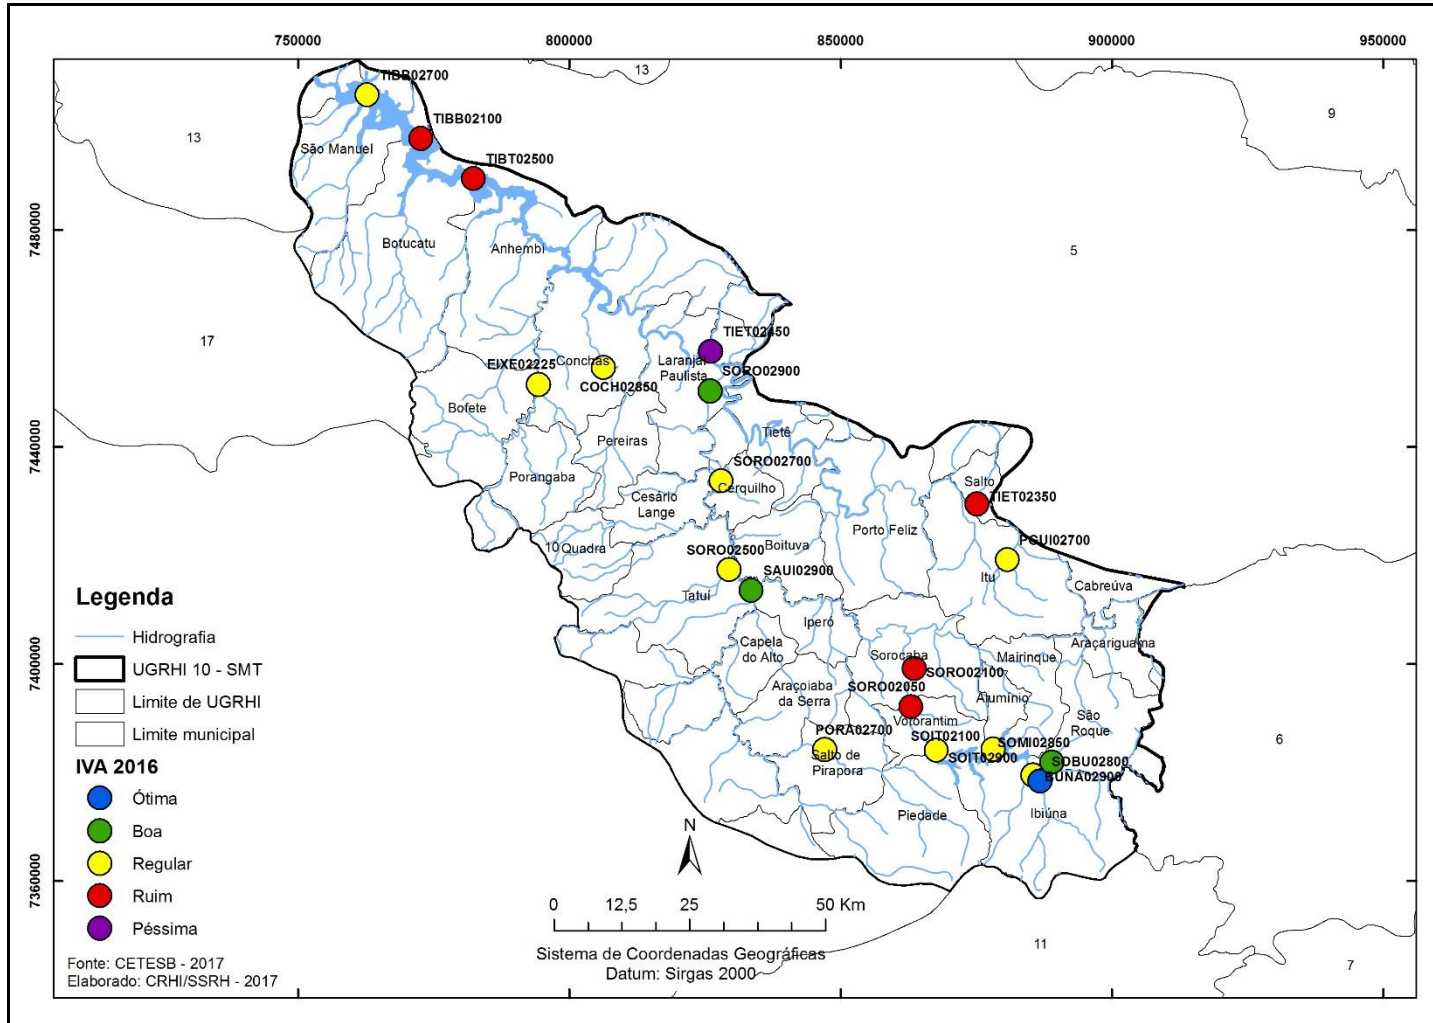 750000
800000
850000
900000
950000
13
9
13
5
17
6
11
7
7480000
7440000
7400000
7360000
TIBB02700
TIBB02100
São Manuel
TIBT02500
Botucatu
Anhembi
TIET02450
EIXE02225
Conchas
Laranjal
Paulista
SORO02900
COCH02850
Bofete
Tietê
Pereiras
SORO02700
Porangaba
Cerquilho
Cesário
Lange
Salto
TIET02350
Porto Feliz
PGUI02700
10
Quadra
SORO02500
Boituva
SAUI02900
Itu
Cabreúva
Tatuí
Iperó
Capela
do Alto
Sorocaba
Mairinque
Araçariguama
SORO02100
Araçoiaba
da Serra
SORO02050
Alumínio
São
Roque
Votorantim
PORA02700
SOIT02100
SOMI02850
Salto de
Pirapora
SOIT02900
SOBU02800
BUNA02900
Piedade
Ibiúna
Legenda
Hidrografia
UGRHI 10 - SMT
Limite de UGRHI
Limite municipal
IVA 2016
Ótima
Boa
Regular
Ruim
Péssima
Fonte: CETESB - 2017
Elaborado: CRHI/SSRH - 2017
N
0 12,5 25 50 Km
Sistema de Coordenadas Geográficas
Datum: Sirgas 2000